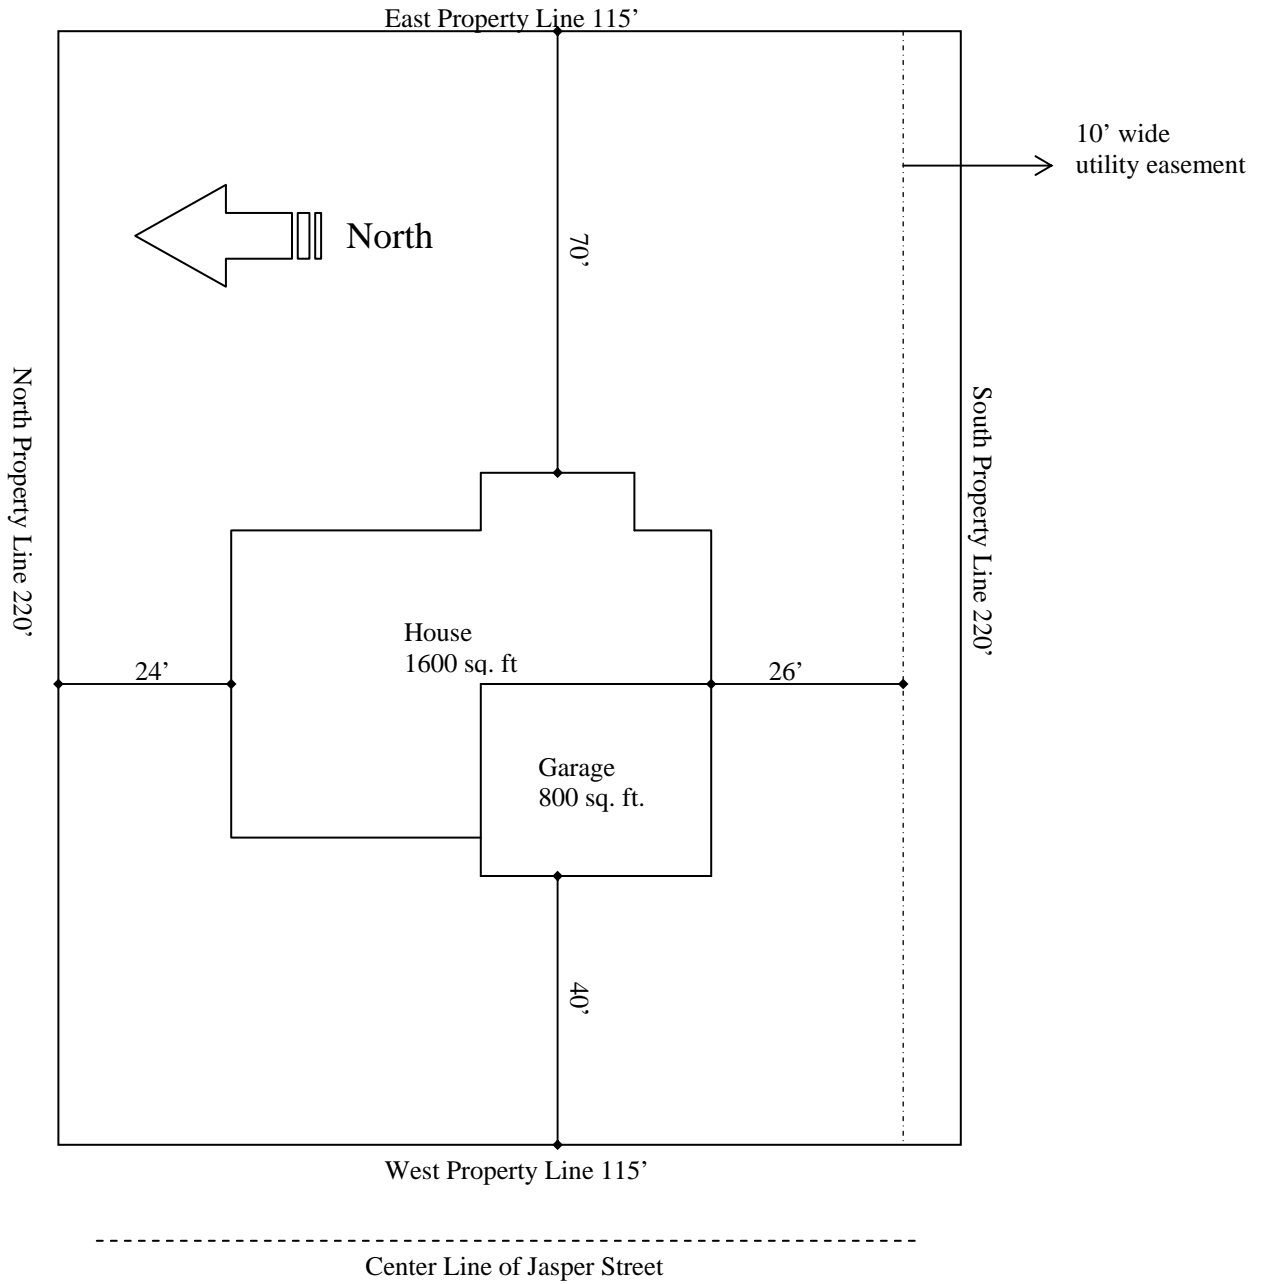 East Property Line 115’
10’ wide
utility easement
North
70’
North Property Line 220’
South Property Line 220’
House
1600 sq. ft
24’
26’
Garage
800 sq. ft.
40’
West Property Line 115’
Center Line of Jasper Street